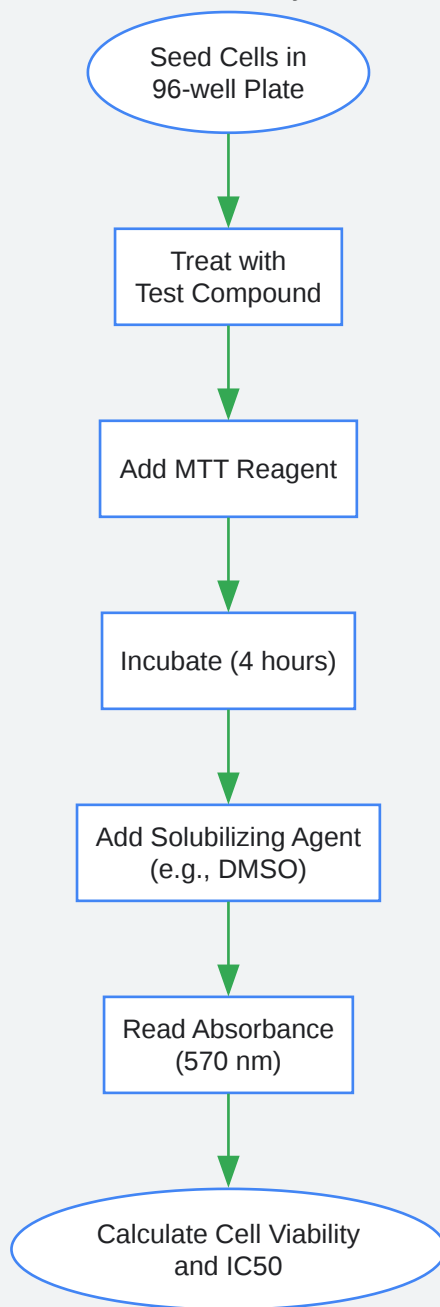 Seed Cells in
96-well Plate
Treat with
Test Compound
Add MTT Reagent
Incubate (4 hours)
Add Solubilizing Agent
(e.g., DMSO)
Read Absorbance
(570 nm)
Calculate Cell Viability
and IC50